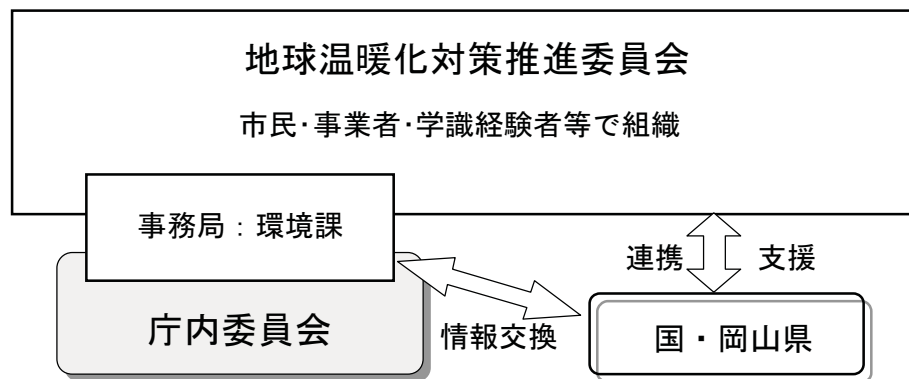 地球温暖化対策推進委員会
市民・事業者・学識経験者等で組織
事務局：環境課
連携
支援
庁内委員会
情報交換
国・岡山県